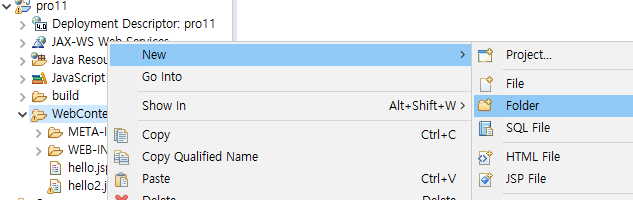 pro11
Deployment Descriptor: pro11
JAX-WS Web Services
Java Resou
JavaScript
build
WebConte
META-I
WEB-IN
hello.jsp
hello2.j
New
Go Into
Show In Alt+Shift+W
Copy Ctrl+C
Copy Qualified Name
Paste Ctrl+V
Delete Delete
Project...
File
Folder
SQL File
HTML File
JSP File